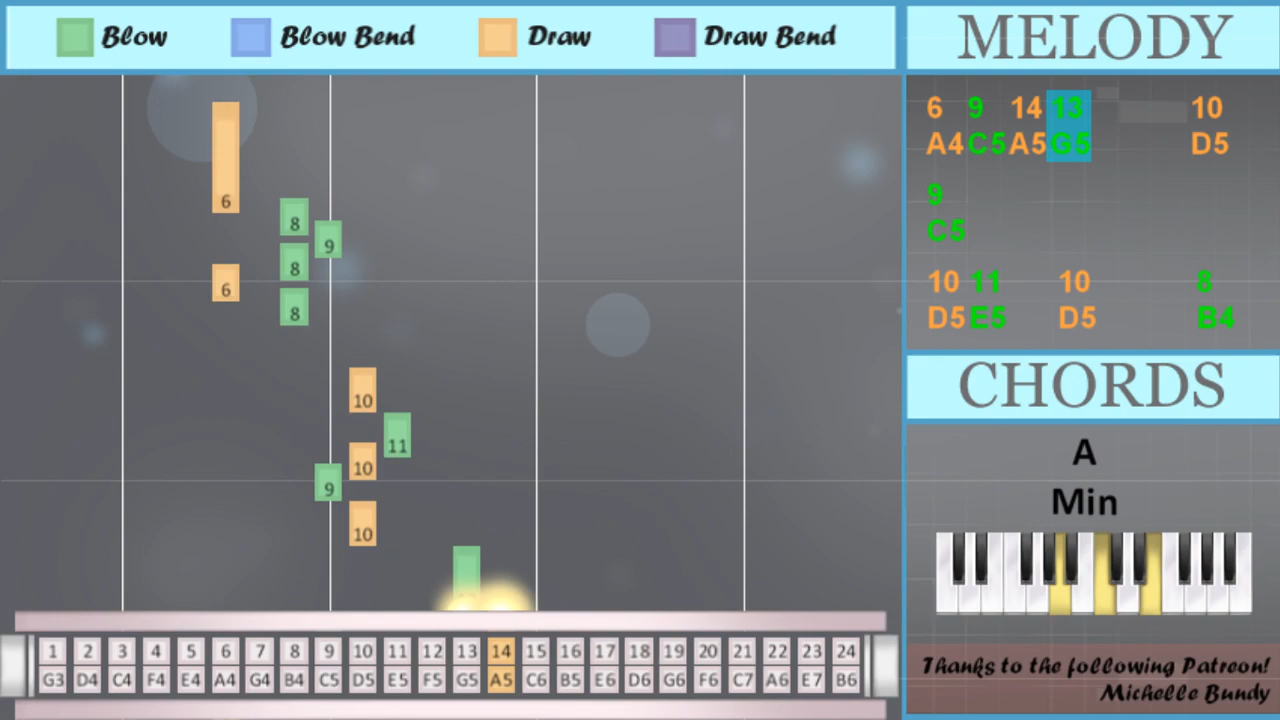 Blow Blow Bend Draw Draw Bend
MELODY
6 9 14 13 10
A4 C5 A5 G5 D5
9
C5
10 11 10 8
D5 E5 D5 B4
CHORDS
A
Min
6
8
9
8
6
8
10
11
10
9
10
1 2 3 4 5 6 7 8 9 10 11 12 13 14 15 16 17 18 19 20 21 22 23 24
G3 D4 C4 F4 E4 A4 G4 B4 C5 D5 E5 F5 G5 A5 C6 B5 E6 D6 G6 F6 C7 A6 E7 B6
Thanks to the following Patreon!
Michelle Bundy